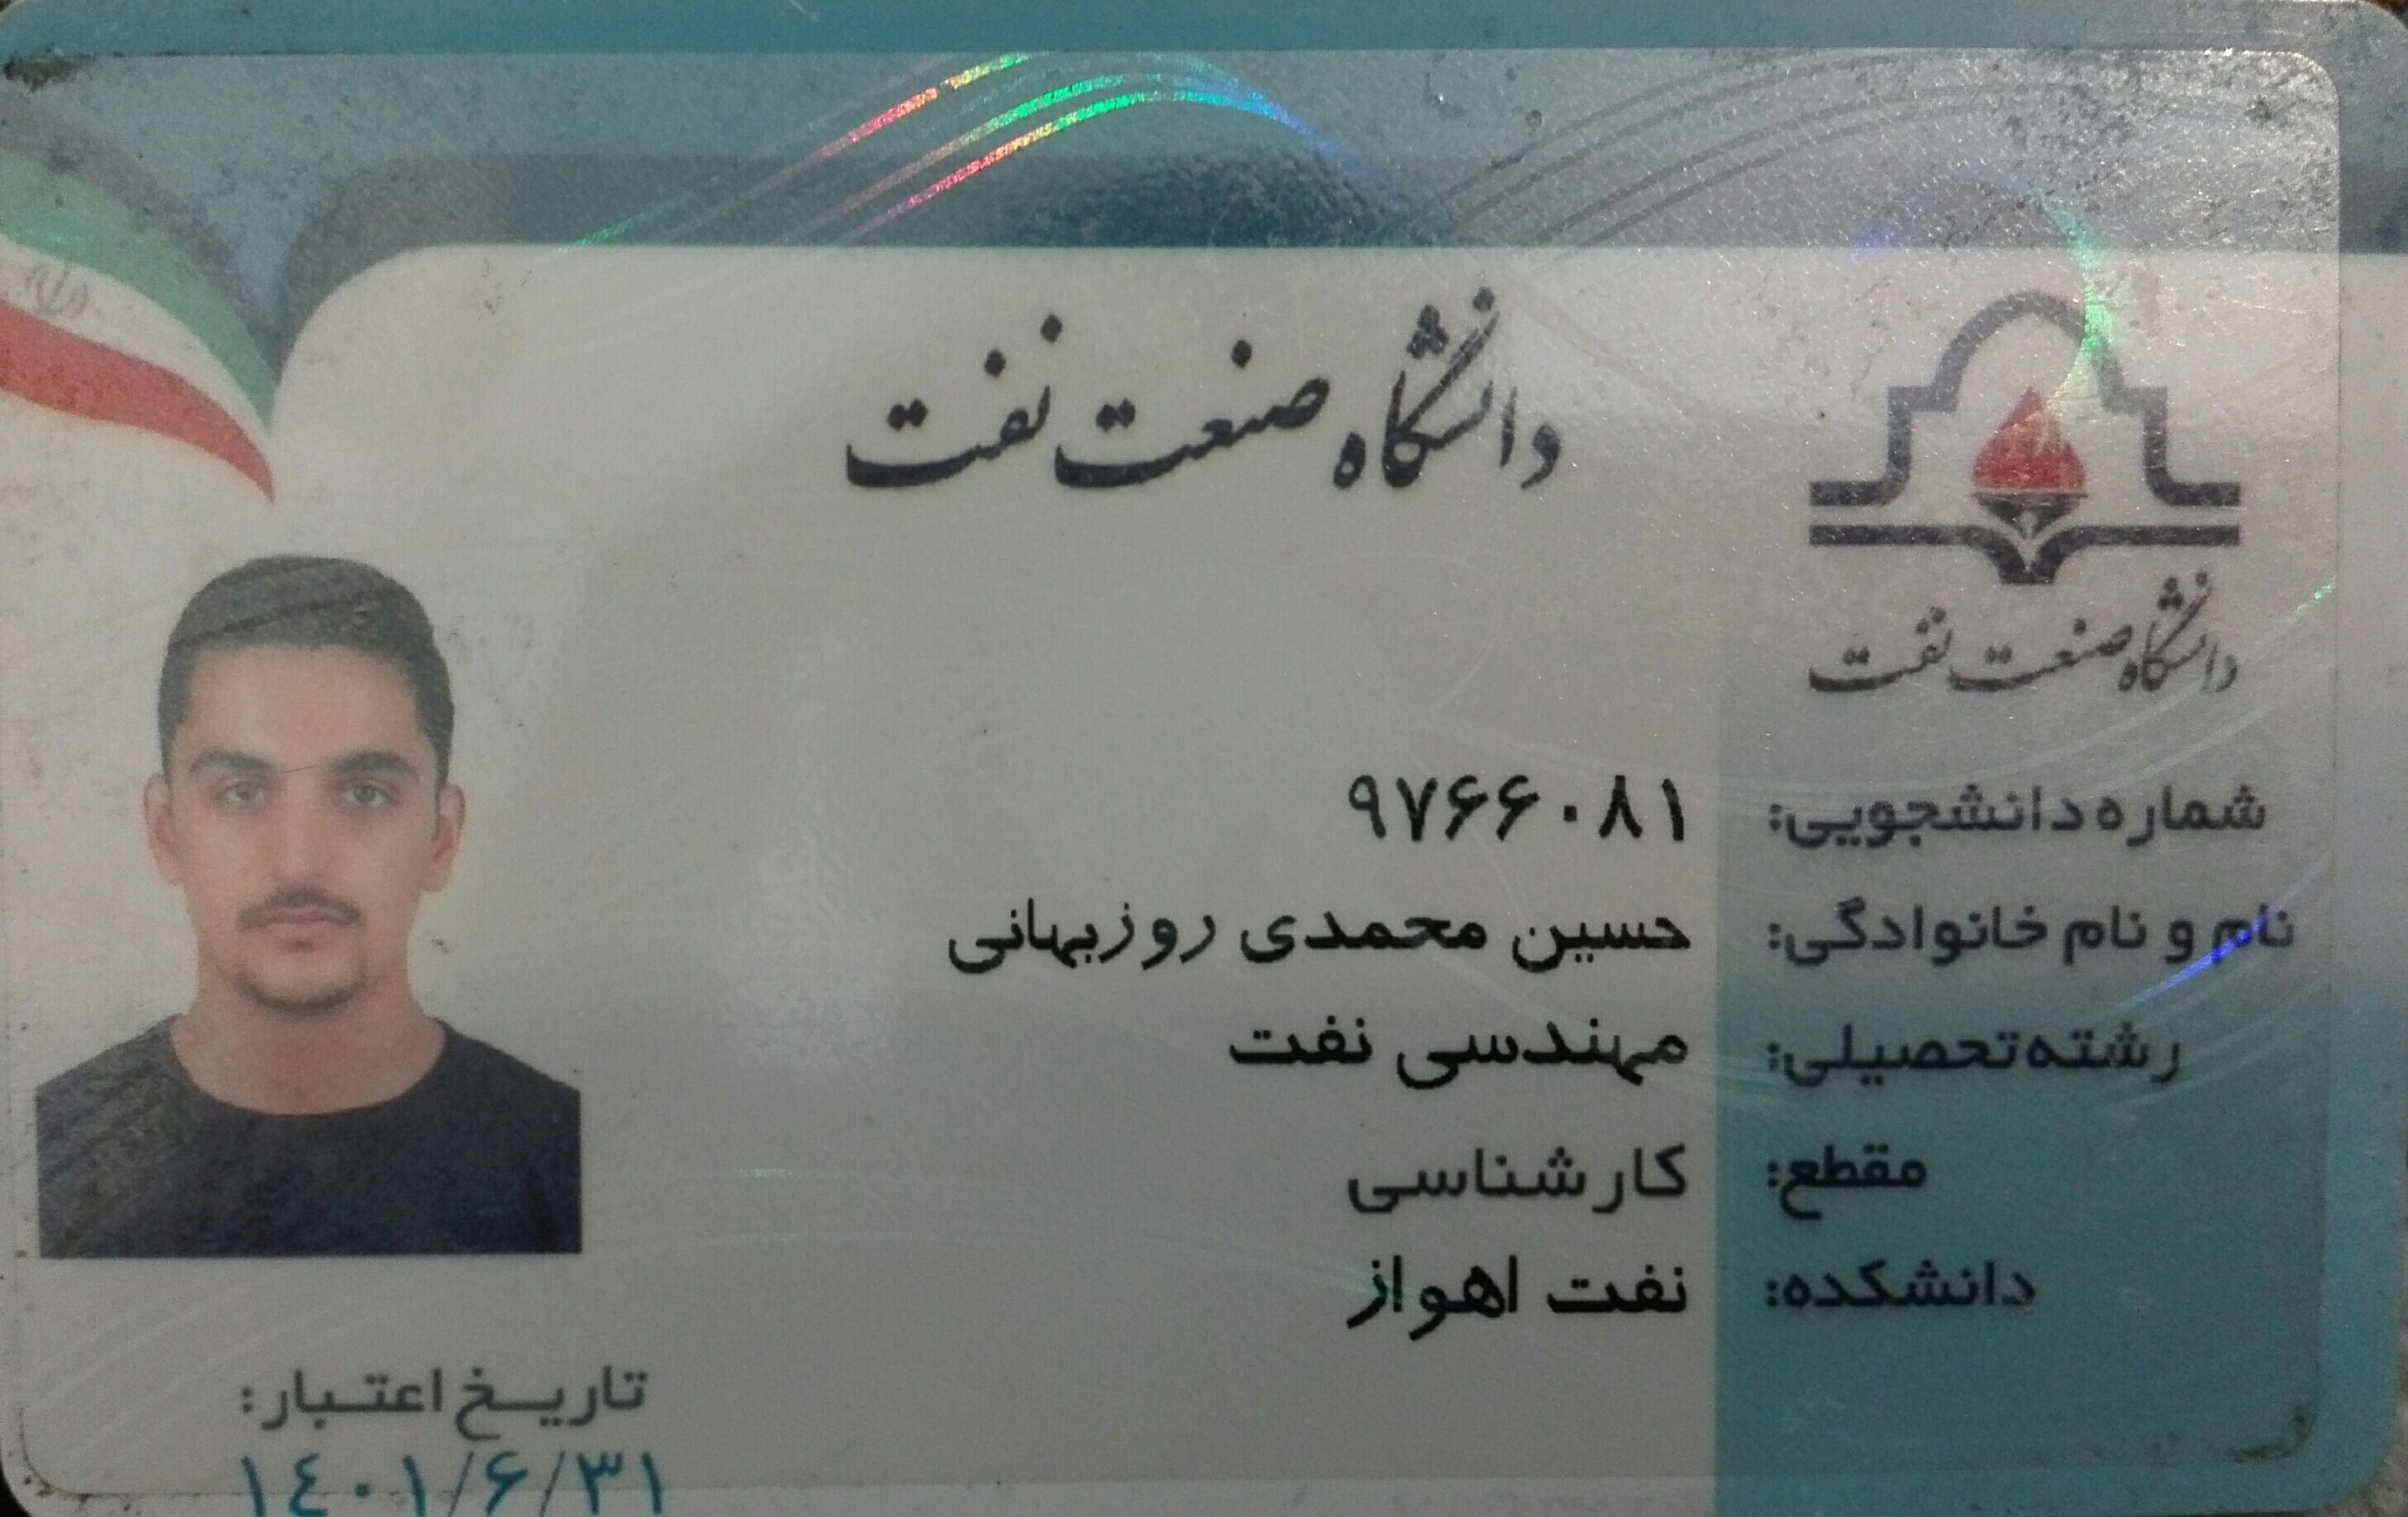 دانشگاه صنعت نفت
دانشگاه صنعت نفت
شماره دانشجویی: ۹۷۶۶۰۸۱
نام و نام خانوادگی: حسین محمدی روزبهانی
رشته تحصیلی: مهندسی نفت
مقطع: کارشناسی
دانشکده: نفت اهواز
تاریخ اعتبار:
۱٤۰۱/۶/۳۱